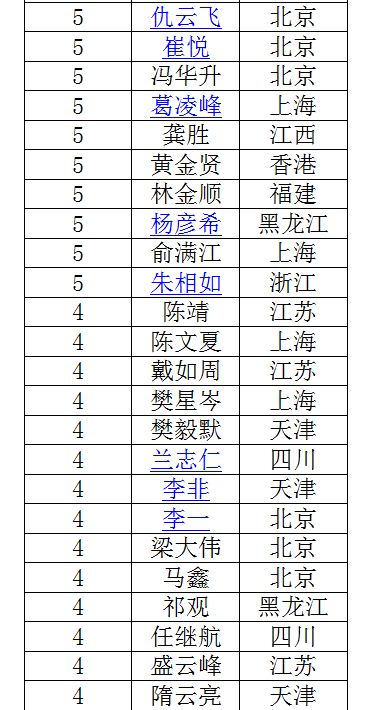 5 仇云飞 北京
5 崔悦 北京
5 冯华升 北京
5 葛凌峰 上海
5 龚胜 江西
5 黄金贤 香港
5 林金顺 福建
5 杨彦希 黑龙江
5 俞满江 上海
5 朱相如 浙江
4 陈靖 江苏
4 陈文夏 上海
4 戴如周 江苏
4 樊星岑 上海
4 樊毅默 天津
4 兰志仁 四川
4 李非 天津
4 李一 北京
4 梁大伟 北京
4 马鑫 北京
4 祁观 黑龙江
4 任继航 四川
4 盛云峰 江苏
4 隋云亮 天津